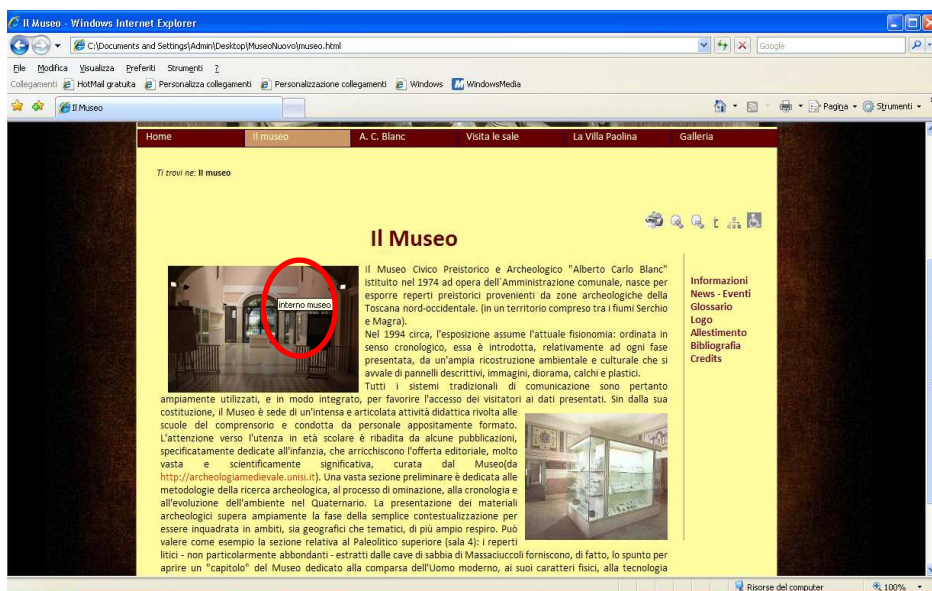 Il Museo - Windows Internet Explorer
C:\Documents and Settings\Admin\Desktop\MuseoNuovo\museo.html
Google
File Modifica Visualizza Preferiti Strumenti ?
Collegamenti HotMail gratuita Personalizza collegamenti Personalizzazione collegamenti Windows WindowsMedia
Il Museo
Pagina Strumenti
Home Il museo A. C. Blanc Visita le sale La Villa Paolina Galleria
Ti trovi ne: Il museo
t
Il Museo
interno museo
Il Museo Civico Preistorico e Archeologico "Alberto Carlo Blanc"
istituito nel 1974 ad opera dell'Amministrazione comunale, nasce per
esporre reperti preistorici provenienti da zone archeologiche della
Toscana nord-occidentale. (in un territorio compreso tra i fiumi Serchio
e Magra).
Nel 1994 circa, l'esposizione assume l'attuale fisionomia: ordinata in
senso cronologico, essa è introdotta, relativamente ad ogni fase
presentata, da un'ampia ricostruzione ambientale e culturale che si
avvale di pannelli descrittivi, immagini, diorama, calchi e plastici.
Tutti i sistemi tradizionali di comunicazione sono pertanto
ampiamente utilizzati, e in modo integrato, per favorire l'accesso dei visitatori ai dati presentati. Sin dalla sua
costituzione, il Museo è sede di un'intensa e articolata attività didattica rivolta alle
scuole del comprensorio e condotta da personale appositamente formato.
L'attenzione verso l'utenza in età scolare è ribadita da alcune pubblicazioni,
specificatamente dedicate all'infanzia, che arricchiscono l'offerta editoriale, molto
vasta e scientificamente significativa, curata dal Museo(da
http://archeologiamedievale.unisi.it). Una vasta sezione preliminare è dedicata alle
metodologie della ricerca archeologica, al processo di ominazione, alla cronologia e
all'evoluzione dell'ambiente nel Quaternario. La presentazione dei materiali
archeologici supera ampiamente la fase della semplice contestualizzazione per
essere inquadrata in ambiti, sia geografici che tematici, di più ampio respiro. Può
valere come esempio la sezione relativa al Paleolitico superiore (sala 4): i reperti
litici - non particolarmente abbondanti - estratti dalle cave di sabbia di Massaciuccoli forniscono, di fatto, lo spunto per
aprire un "capitolo" del Museo dedicato alla comparsa dell'Uomo moderno, ai suoi caratteri fisici, alla tecnologia
Informazioni
News - Eventi
Glossario
Logo
Allestimento
Bibliografia
Credits
Risorse del computer 100%